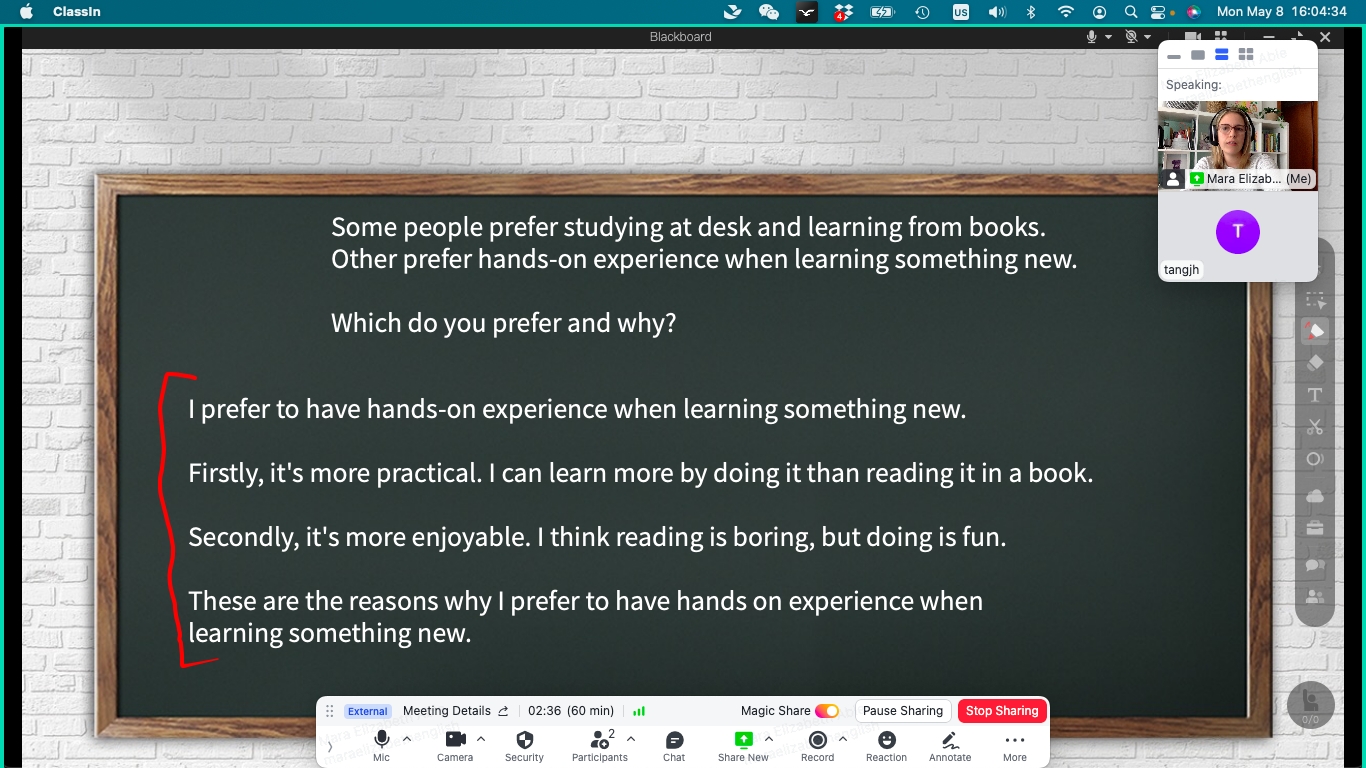 ClassIn
4
US
Mon May 8 16:04:34
Blackboard
Speaking:
Mara Elizab... (Me)
T
tangjh
Some people prefer studying at desk and learning from books.
Other prefer hands-on experience when learning something new.
Which do you prefer and why?
I prefer to have hands-on experience when learning something new.
Firstly, it's more practical. I can learn more by doing it than reading it in a book.
Secondly, it's more enjoyable. I think reading is boring, but doing is fun.
These are the reasons why I prefer to have hands on experience when
learning something new.
T
0/0
External Meeting Details 02:36 (60 min) Magic Share Pause Sharing Stop Sharing
2
Mic Camera Security Participants Chat Share New Record Reaction Annotate More